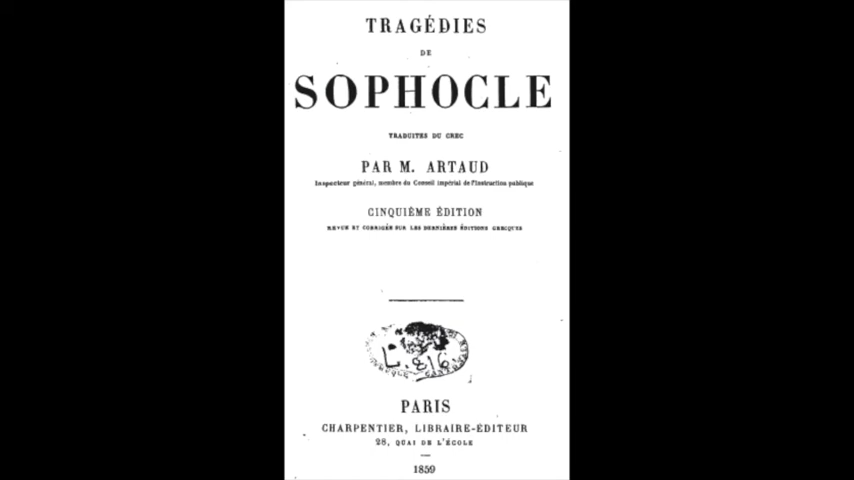 TRAGÉDIES
DE
SOPHOCLE
TRADUITES DU GREC
PAR M. ARTAUD
Inspecteur général, membre du Conseil impérial de l'Instruction publique
CINQUIÈME ÉDITION
REVUE ET CORRIGÉE SUR LES DERNIÈRES ÉDITIONS GRECQUES
L. 816
PARIS
CHARPENTIER, LIBRAIRE-ÉDITEUR
28, QUAI DE L'ÉCOLE
1859